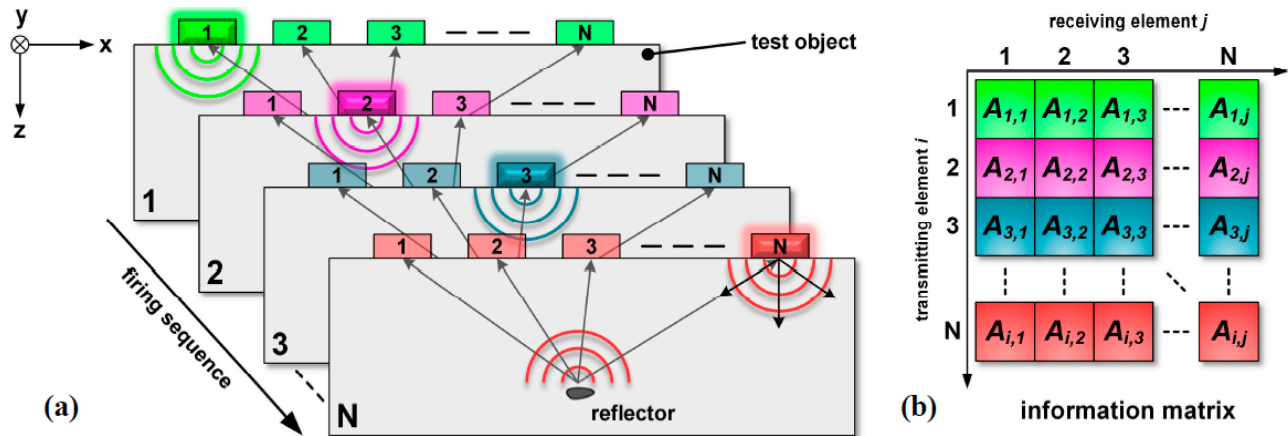 y
x
z
1 2 3 N
test object
1 2 3 N
1
1 2 3 N
2
1 2 3 N
3
N
reflector
firing sequence
(a)
receiving element j
1 2 3 N
transmitting element i
1 A1,1 A1,2 A1,3 A1,j
2 A2,1 A2,2 A2,3 A2,j
3 A3,1 A3,2 A3,3 A3,j
N Ai,1 Ai,2 Ai,3 Ai,j
(b)
information matrix